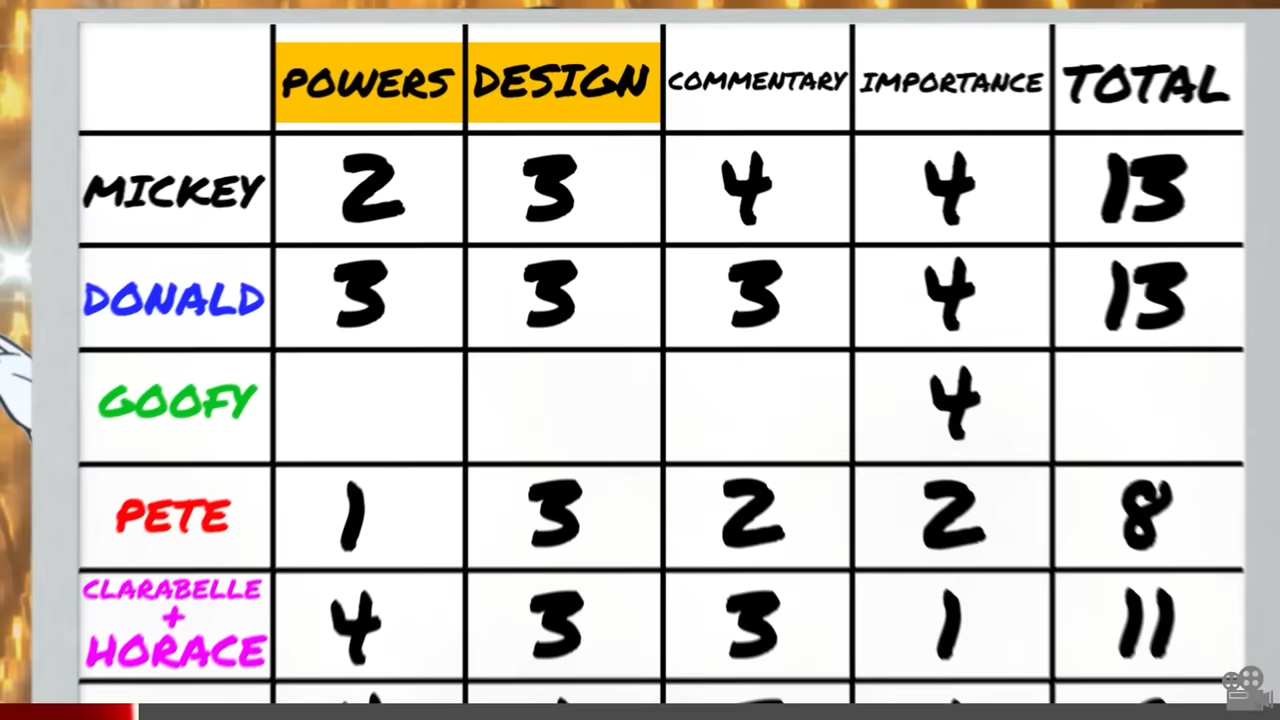 POWERS DESIGN COMMENTARY IMPORTANCE TOTAL
MICKEY 2 3 4 4 13
DONALD 3 3 3 4 13
GOOFY 4
PETE 1 3 2 2 8
CLARABELLE
+
HORACE 4 3 3 1 11